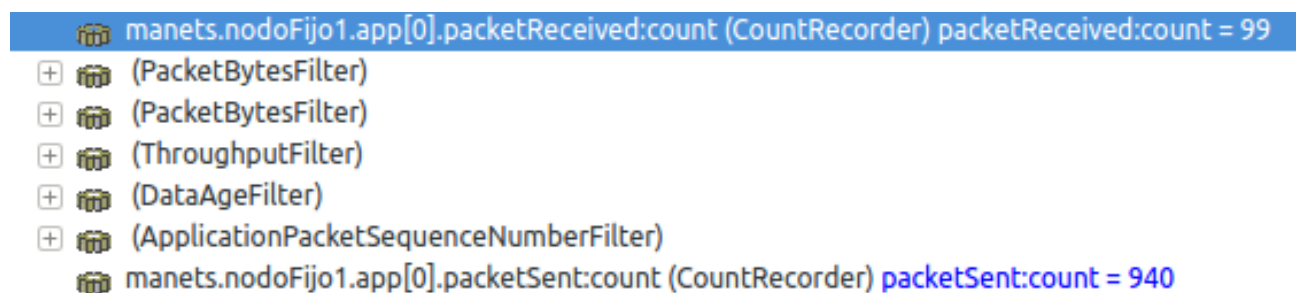 manets.nodoFijo1.app[0].packetReceived:count (CountRecorder) packetReceived:count = 99
(PacketBytesFilter)
(PacketBytesFilter)
(ThroughputFilter)
(DataAgeFilter)
(ApplicationPacketSequenceNumberFilter)
manets.nodoFijo1.app[0].packetSent:count (CountRecorder) packetSent:count = 940